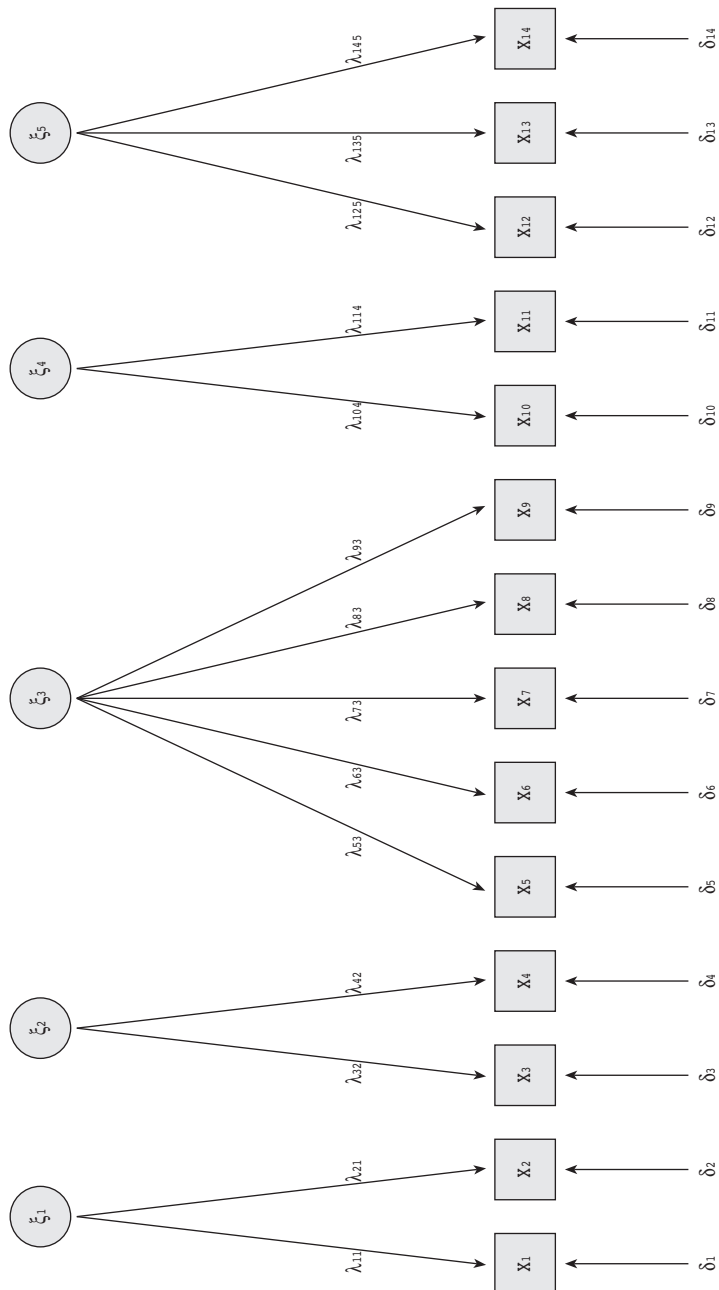 ξ1 ξ2 ξ3 ξ4 ξ5
λ11 λ21 λ32 λ42 λ53 λ63 λ73 λ83 λ93 λ104 λ114 λ125 λ135 λ145
X1 X2 X3 X4 X5 X6 X7 X8 X9 X10 X11 X12 X13 X14
δ1 δ2 δ3 δ4 δ5 δ6 δ7 δ8 δ9 δ10 δ11 δ12 δ13 δ14